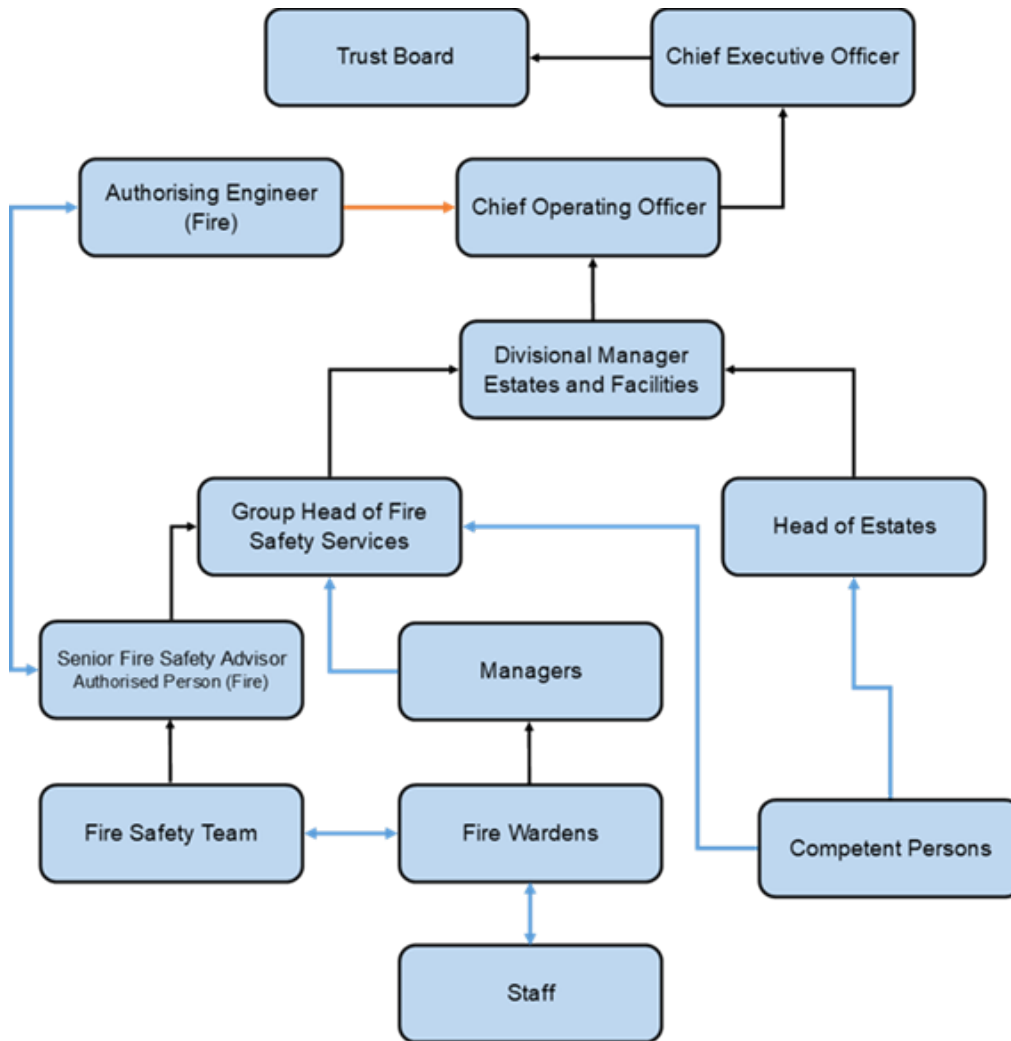 Trust Board
Chief Executive Officer
Authorising Engineer
(Fire)
Chief Operating Officer
Divisional Manager
Estates and Facilities
Group Head of Fire
Safety Services
Head of Estates
Senior Fire Safety Advisor
Authorised Person (Fire)
Managers
Fire Safety Team
Fire Wardens
Competent Persons
Staff